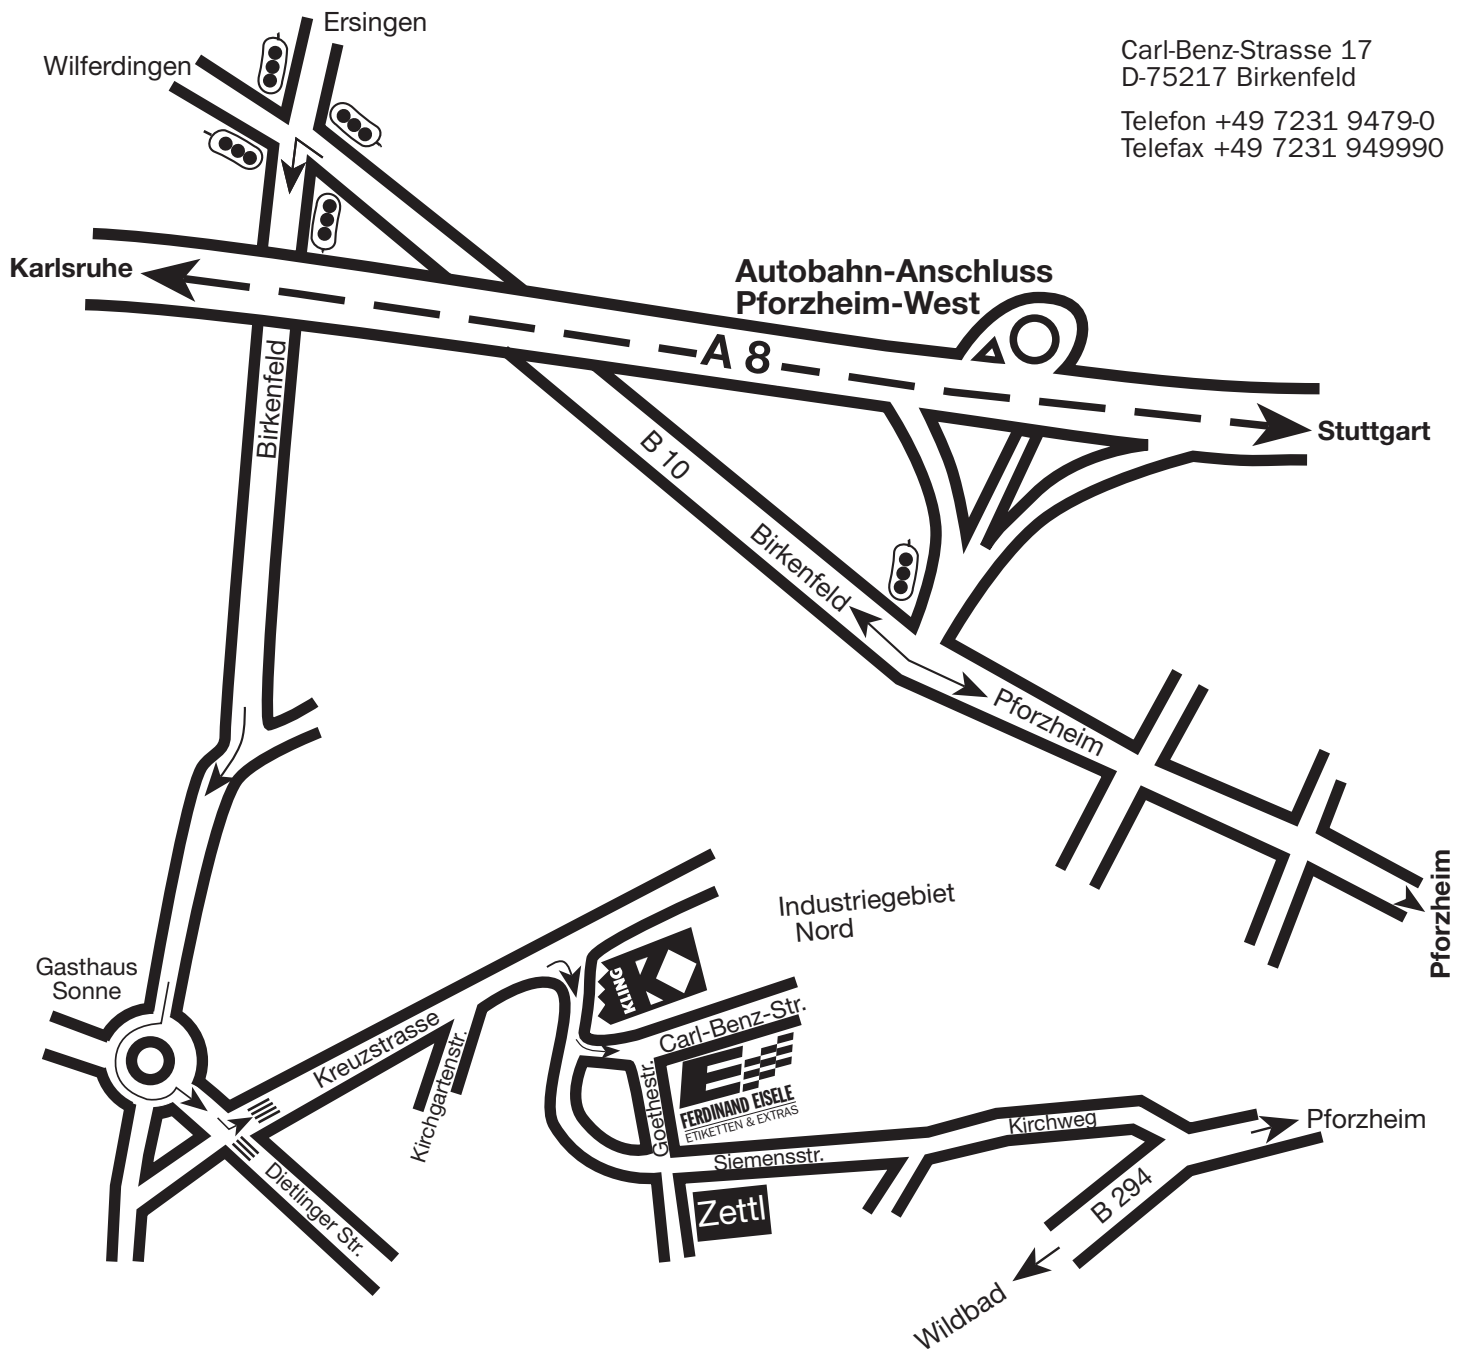 Ersingen
Wilferdingen
Carl-Benz-Strasse 17
D-75217 Birkenfeld
Telefon +49 7231 9479-0
Telefax +49 7231 949990
Karlsruhe
Autobahn-Anschluss
Pforzheim-West
A 8
Stuttgart
Birkenfeld
B 10
Birkenfeld
Pforzheim
Pforzheim
Industriegebiet
Nord
Gasthaus
Sonne
KLING
K
Carl-Benz-Str.
Kreuzstrasse
Kirchgartenstr.
Goethestr.
E
FERDINAND EISELE
ETIKETTEN & EXTRAS
Kirchweg
Pforzheim
Siemensstr.
Dietlinger Str.
Zettl
B 294
Wildbad